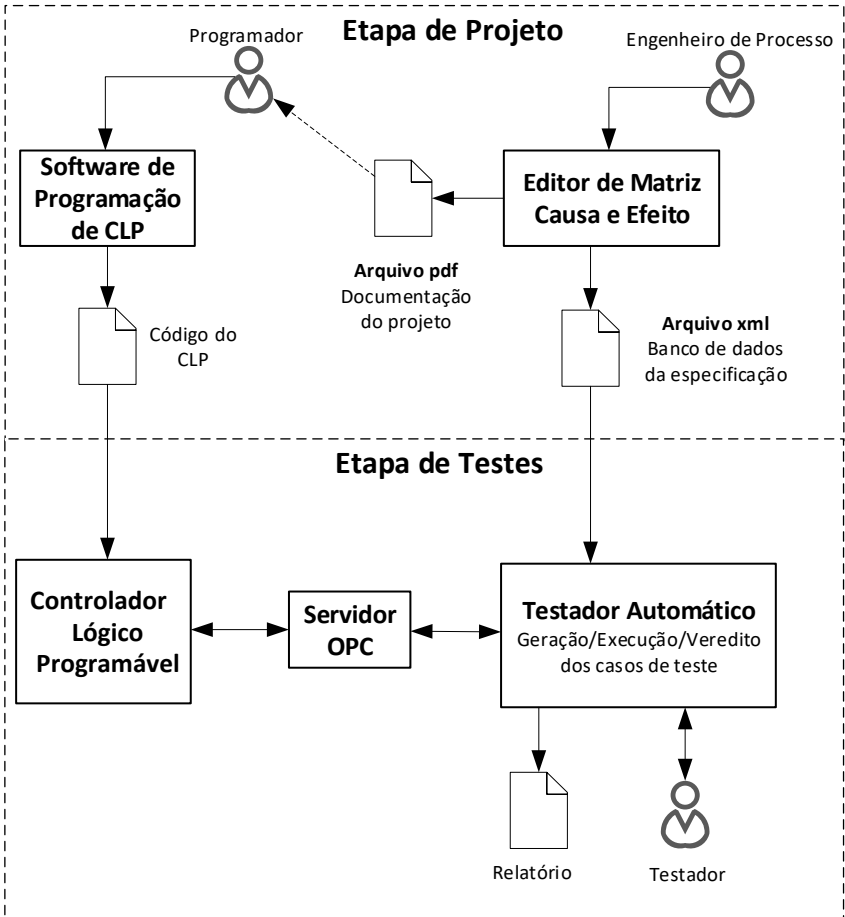 Etapa de Projeto
Programador
Engenheiro de Processo
Software de
Programação
de CLP
Editor de Matriz
Causa e Efeito
Arquivo pdf
Documentação
do projeto
Código do
CLP
Arquivo xml
Banco de dados
da especificação
Etapa de Testes
Controlador
Lógico
Programável
Servidor
OPC
Testador Automático
Geração/Execução/Veredito
dos casos de teste
Relatório
Testador